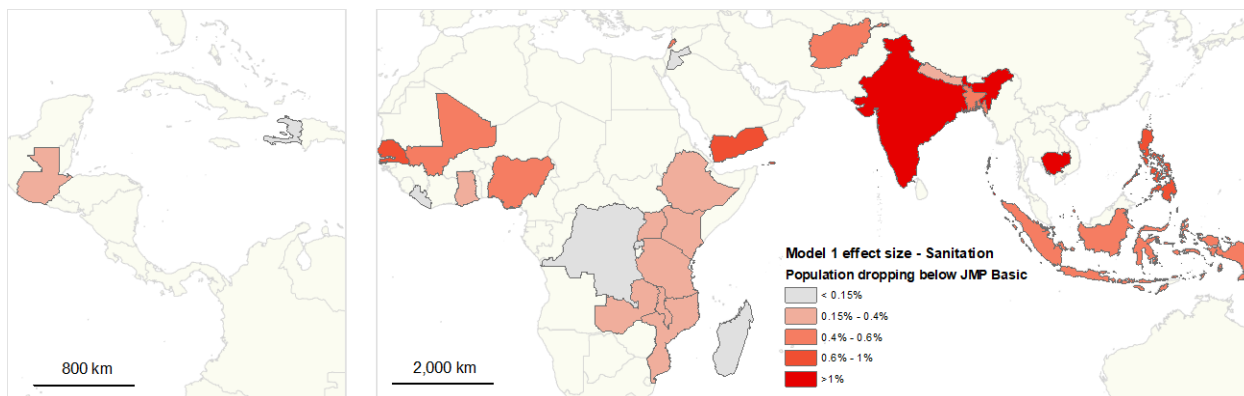 800 km
2,000 km
Model 1 effect size - Sanitation
Population dropping below JMP Basic
< 0.15%
0.15% - 0.4%
0.4% - 0.6%
0.6% - 1%
>1%